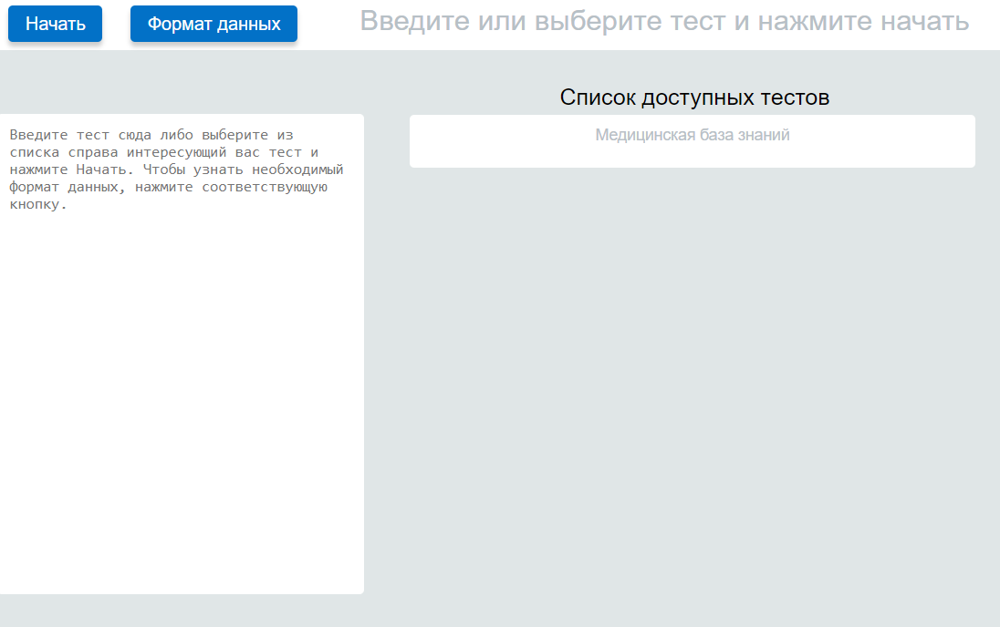 Начать
Формат данных
Введите или выберите тест и нажмите начать
Список доступных тестов
Медицинская база знаний
Введите тест сюда либо выберите из
списка справа интересующий вас тест и
нажмите Начать. Чтобы узнать необходимый
формат данных, нажмите соответствующую
кнопку.